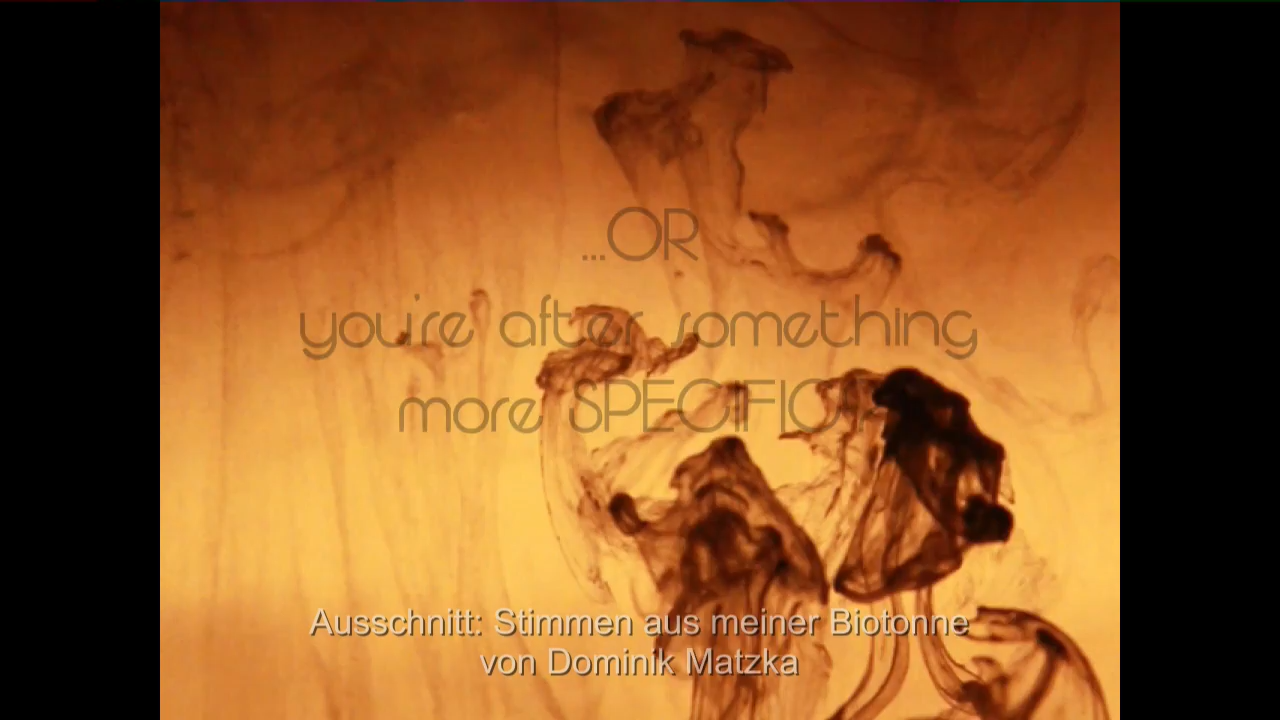 ...OR
you're after something
more SPECIFIC?
Ausschnitt: Stimmen aus meiner Biotonne
von Dominik Matzka